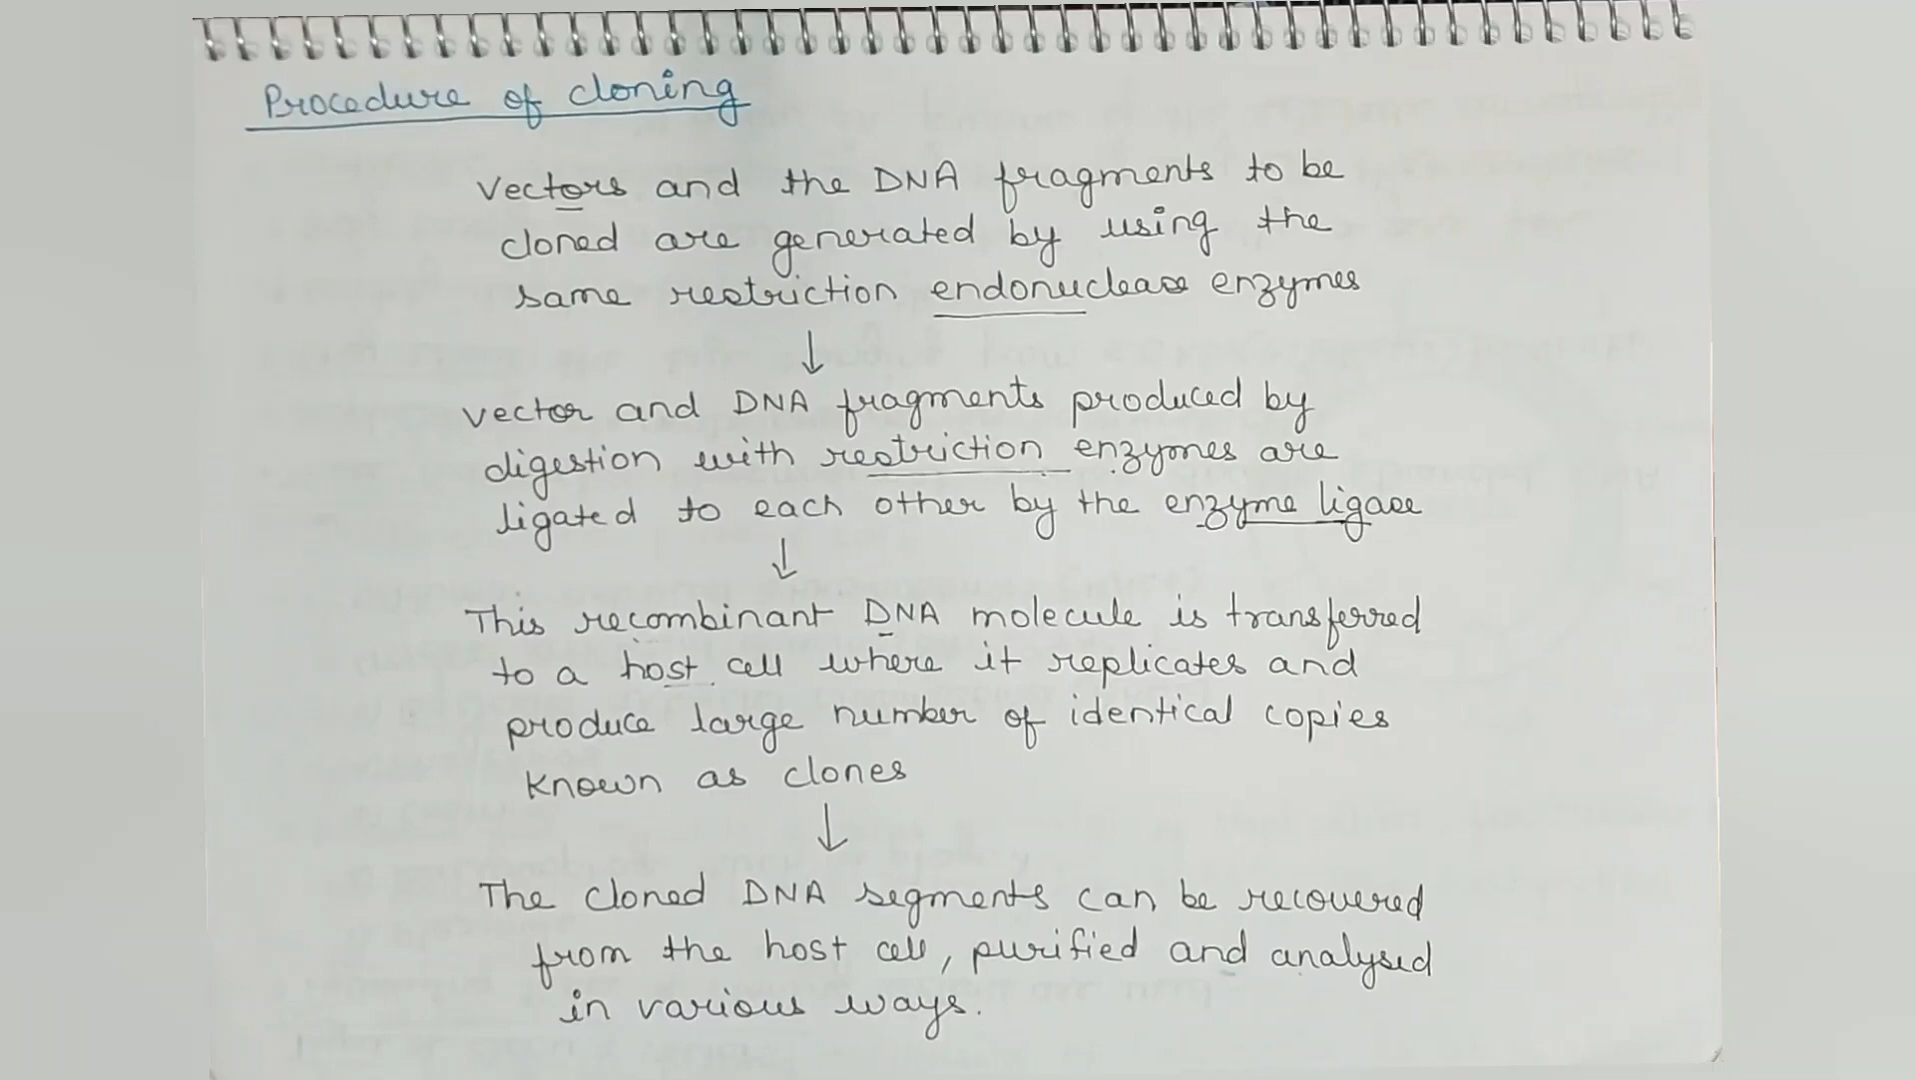 Procedure of cloning
Vectors and the DNA fragments to be
cloned are generated by using the
same restriction endonuclease enzymes
↓
vector and DNA fragments produced by
digestion with restriction enzymes are
ligated to each other by the enzyme ligase
↓
This recombinant DNA molecule is transferred
to a host cell where it replicates and
produce large number of identical copies
known as clones
↓
The cloned DNA segments can be recovered
from the host cell, purified and analysed
in various ways.